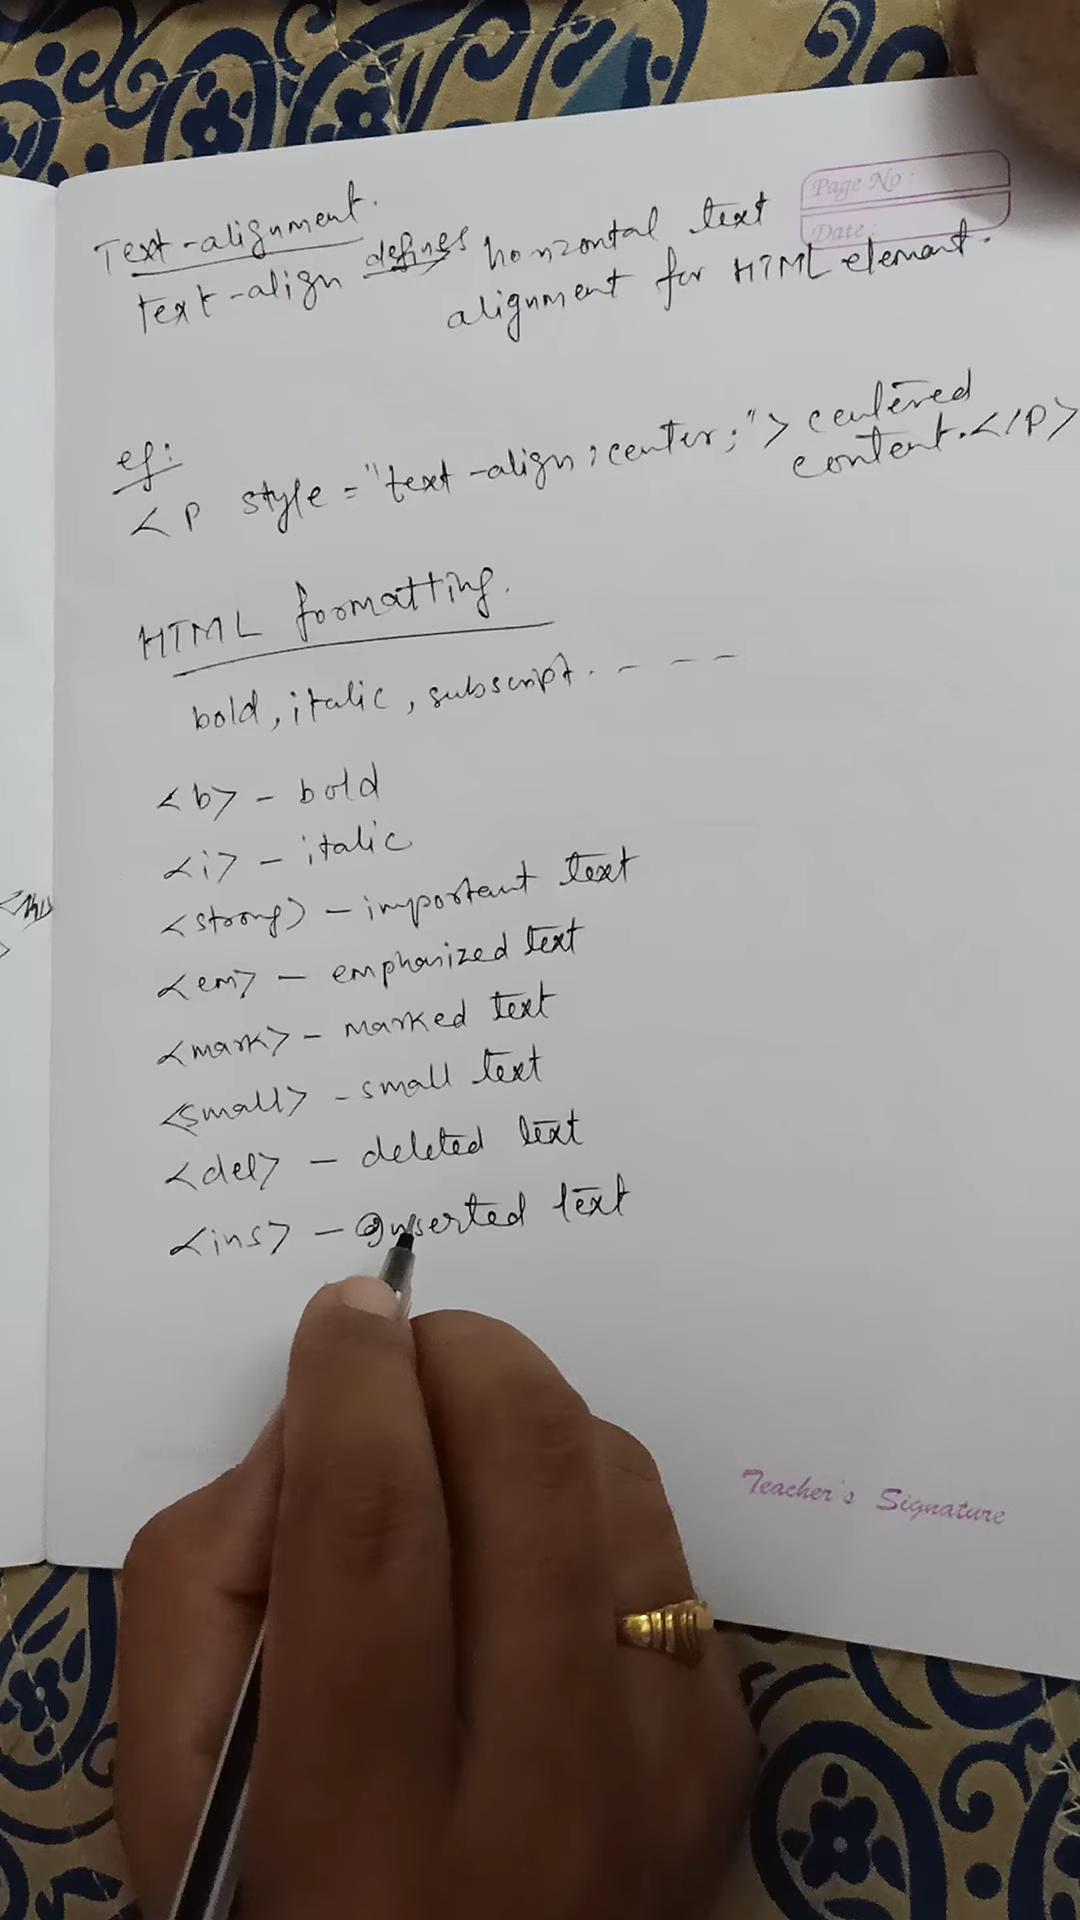 Page No :
Date :
Text-alignment.
text-align defines horizontal text
alignment for HTML element.
eg:
<p style="text-align:center;"> centered
content.</p>
HTML formatting.
bold, italic, subscript. - - - -
<b> - bold
<i> - italic
<strong> - important text
<em> - emphasized text
<mark> - marked text
<small> - small text
<del> - deleted text
<ins> - inserted text
Teacher's Signature